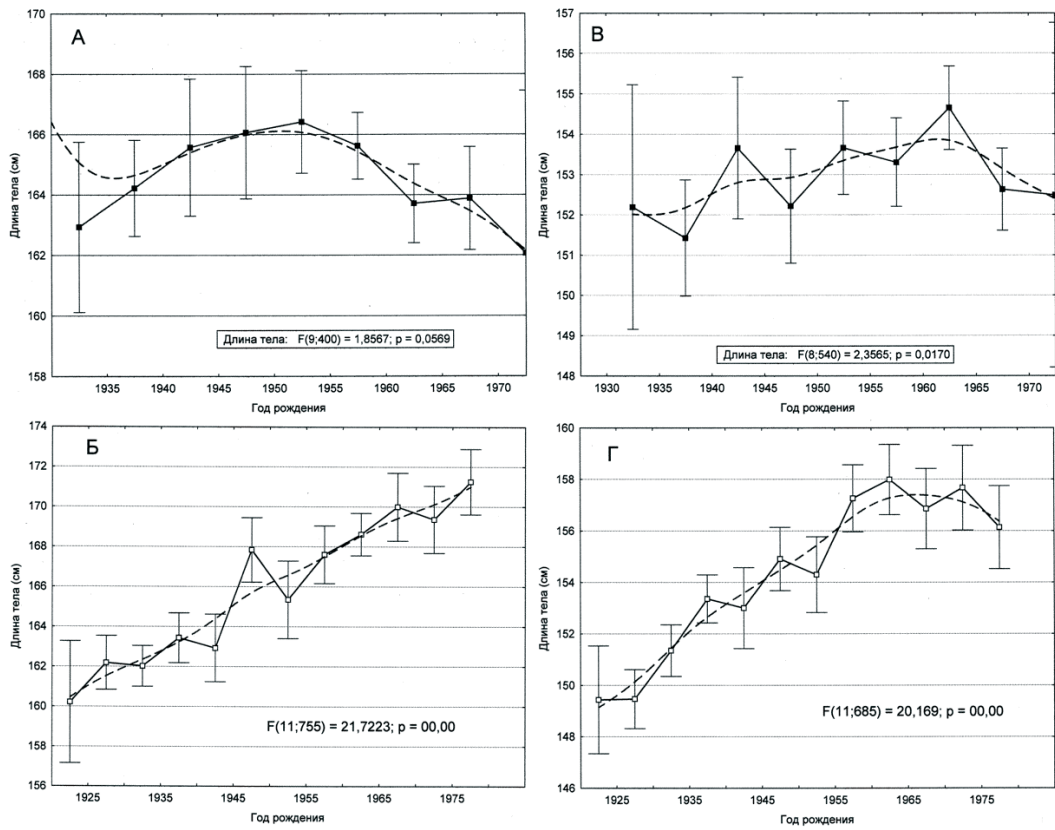 А
Длина тела (см)
170
168
166
164
162
160
158
Длина тела: F(9;400) = 1,8567; p = 0,0569
1935 1940 1945 1950 1955 1960 1965 1970
Год рождения
В
Длина тела (см)
157
156
155
154
153
152
151
150
149
148
Длина тела: F(8;540) = 2,3565; p = 0,0170
1930 1935 1940 1945 1950 1955 1960 1965 1970
Год рождения
Б
Длина тела (см)
174
172
170
168
166
164
162
160
158
156
F(11;755) = 21,7223; p = 00,00
1925 1935 1945 1955 1965 1975
Год рождения
Г
Длина тела (см)
160
158
156
154
152
150
148
146
F(11;685) = 20,169; p = 00,00
1925 1935 1945 1955 1965 1975
Год рождения